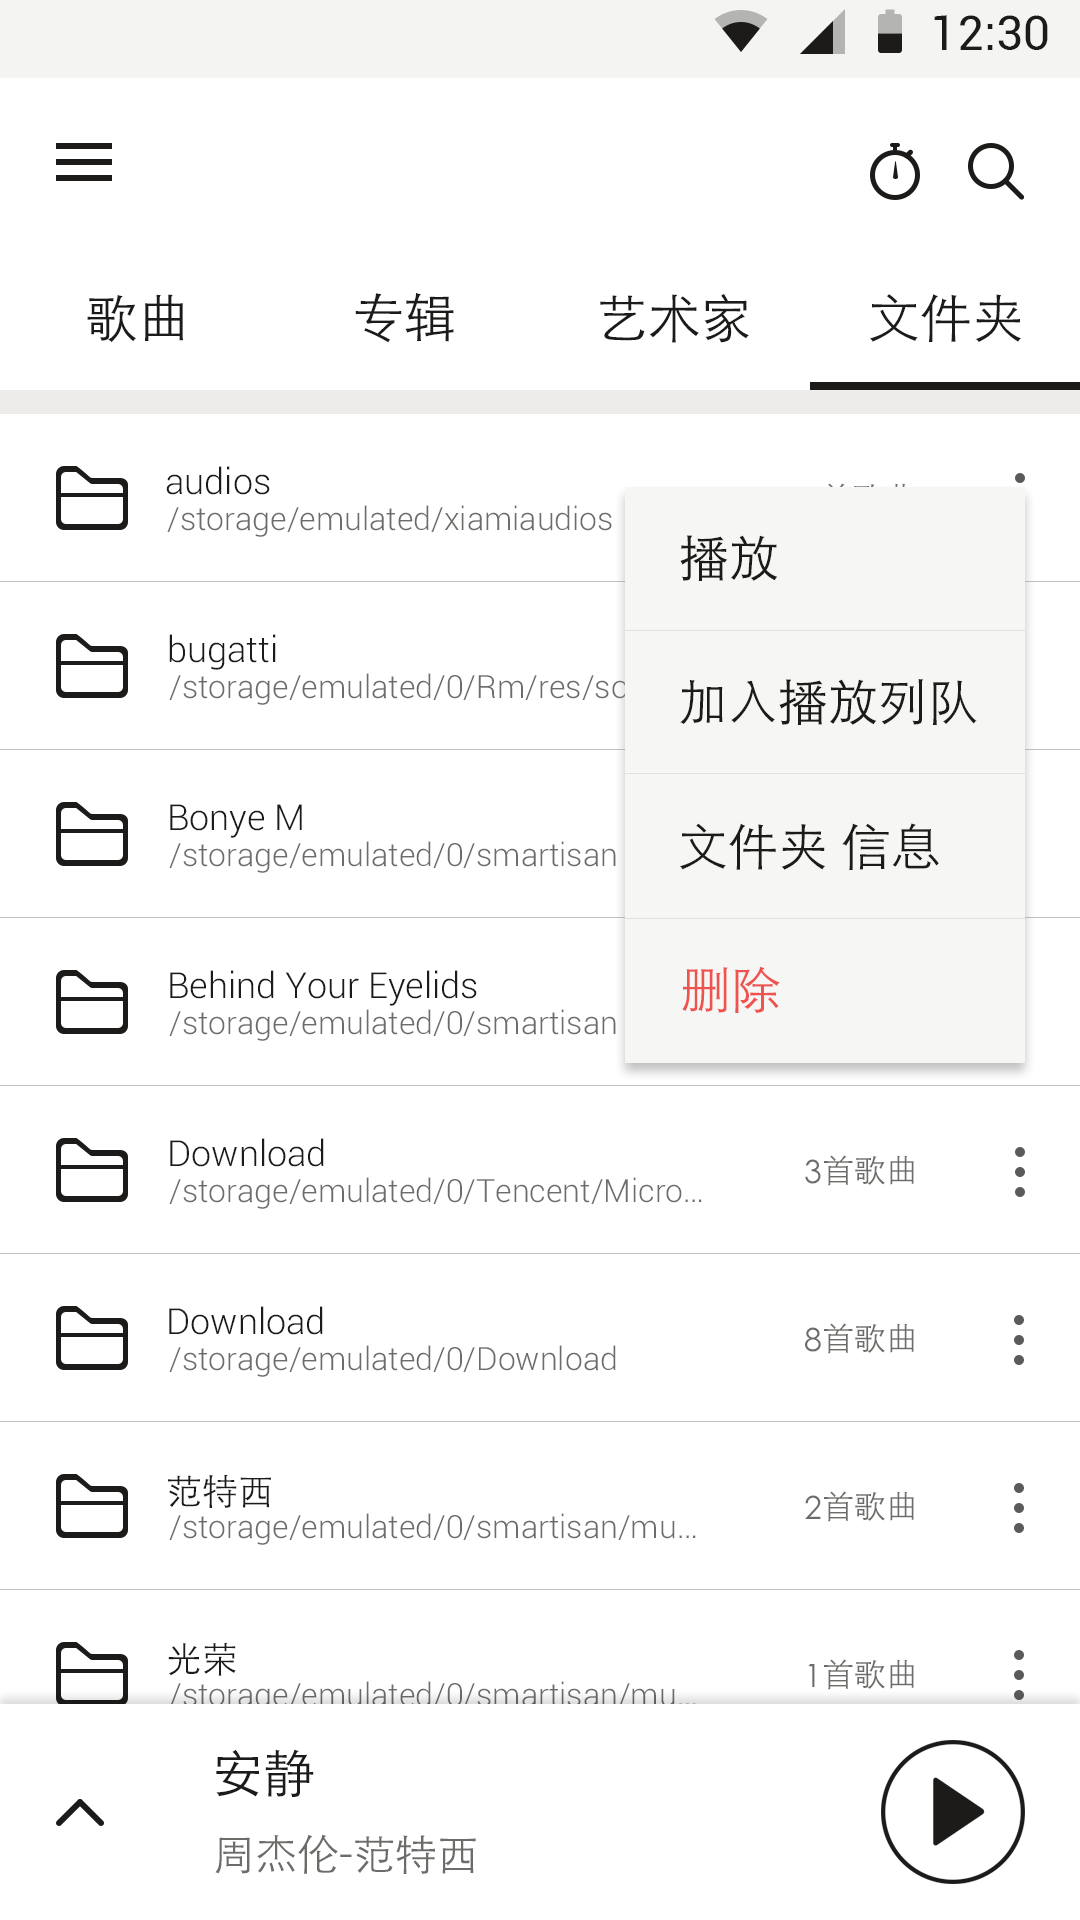 12:30
歌曲 专辑 艺术家 文件夹
audios
/storage/emulated/xiamiaudios
播放
bugatti
/storage/emulated/0/Rm/res/so
加入播放列队
Bonye M
/storage/emulated/0/smartisan
文件夹 信息
Behind Your Eyelids
/storage/emulated/0/smartisan
删除
Download
/storage/emulated/0/Tencent/Micro...
3首歌曲
Download
/storage/emulated/0/Download
8首歌曲
范特西
/storage/emulated/0/smartisan/mu...
2首歌曲
光荣
/storage/emulated/0/smartisan/mu...
1首歌曲
安静
周杰伦-范特西